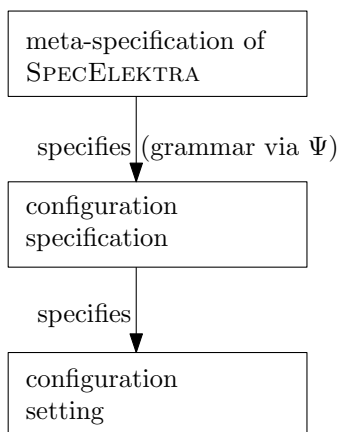 meta-specification of
SPECELEKTRA
specifies (grammar via Ψ)
configuration
specification
specifies
configuration
setting